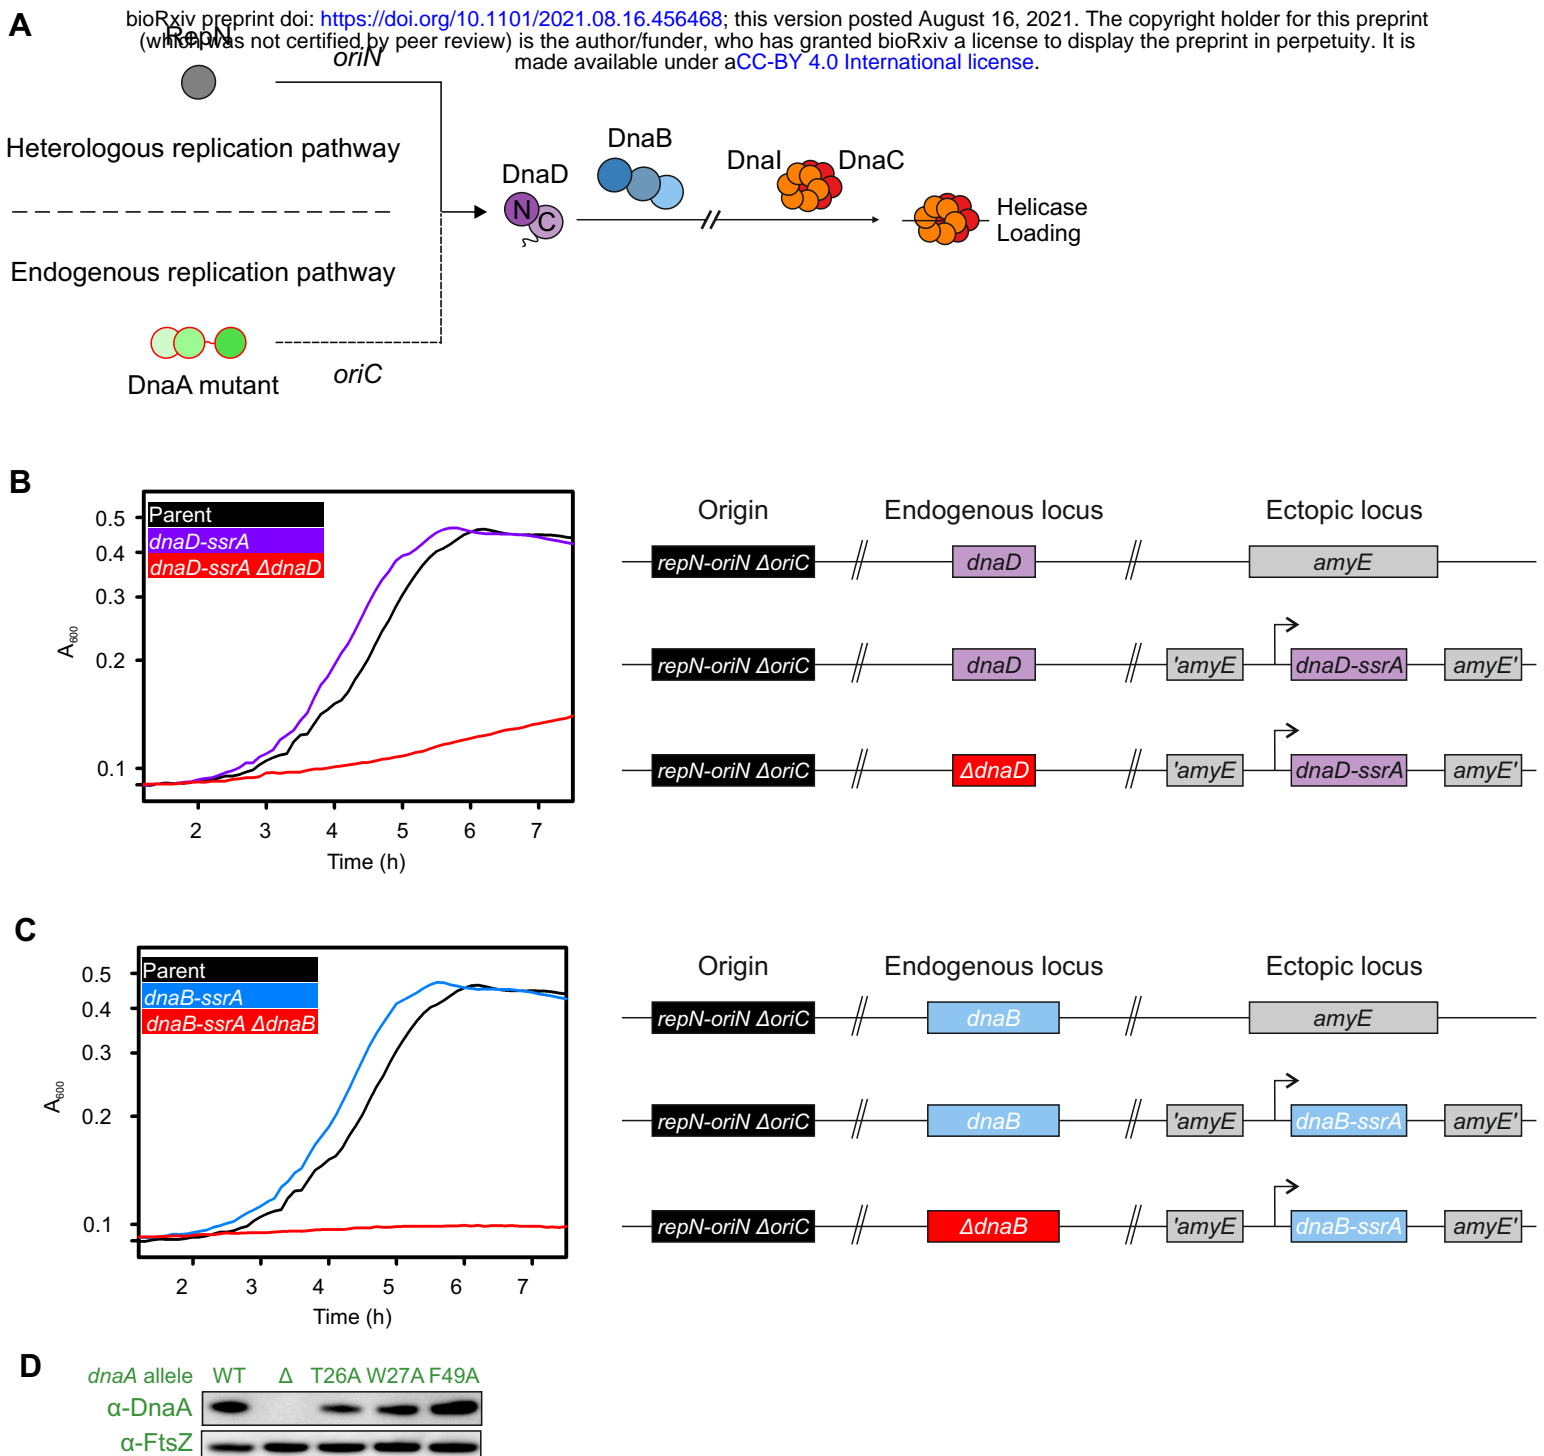 bioRxiv preprint doi: https://doi.org/10.1101/2021.08.16.456468; this version posted August 16, 2021. The copyright holder for this preprint
(which was not certified by peer review) is the author/funder, who has granted bioRxiv a license to display the preprint in perpetuity. It is
made available under aCC-BY 4.0 International license.
A
RepN
oriN
Heterologous replication pathway
Endogenous replication pathway
DnaA mutant
oriC
DnaD
N
C
DnaB
DnaI
DnaC
Helicase
Loading
B
Parent
dnaD-ssrA
dnaD-ssrA ΔdnaD
0.5
0.4
0.3
0.2
0.1
A600
2 3 4 5 6 7
Time (h)
Origin Endogenous locus Ectopic locus
repN-oriN ΔoriC dnaD amyE
repN-oriN ΔoriC dnaD 'amyE dnaD-ssrA amyE'
repN-oriN ΔoriC ΔdnaD 'amyE dnaD-ssrA amyE'
C
Parent
dnaB-ssrA
dnaB-ssrA ΔdnaB
0.5
0.4
0.3
0.2
0.1
A600
2 3 4 5 6 7
Time (h)
Origin Endogenous locus Ectopic locus
repN-oriN ΔoriC dnaB amyE
repN-oriN ΔoriC dnaB 'amyE dnaB-ssrA amyE'
repN-oriN ΔoriC ΔdnaB 'amyE dnaB-ssrA amyE'
D
dnaA allele WT Δ T26A W27A F49A
α-DnaA
α-FtsZ